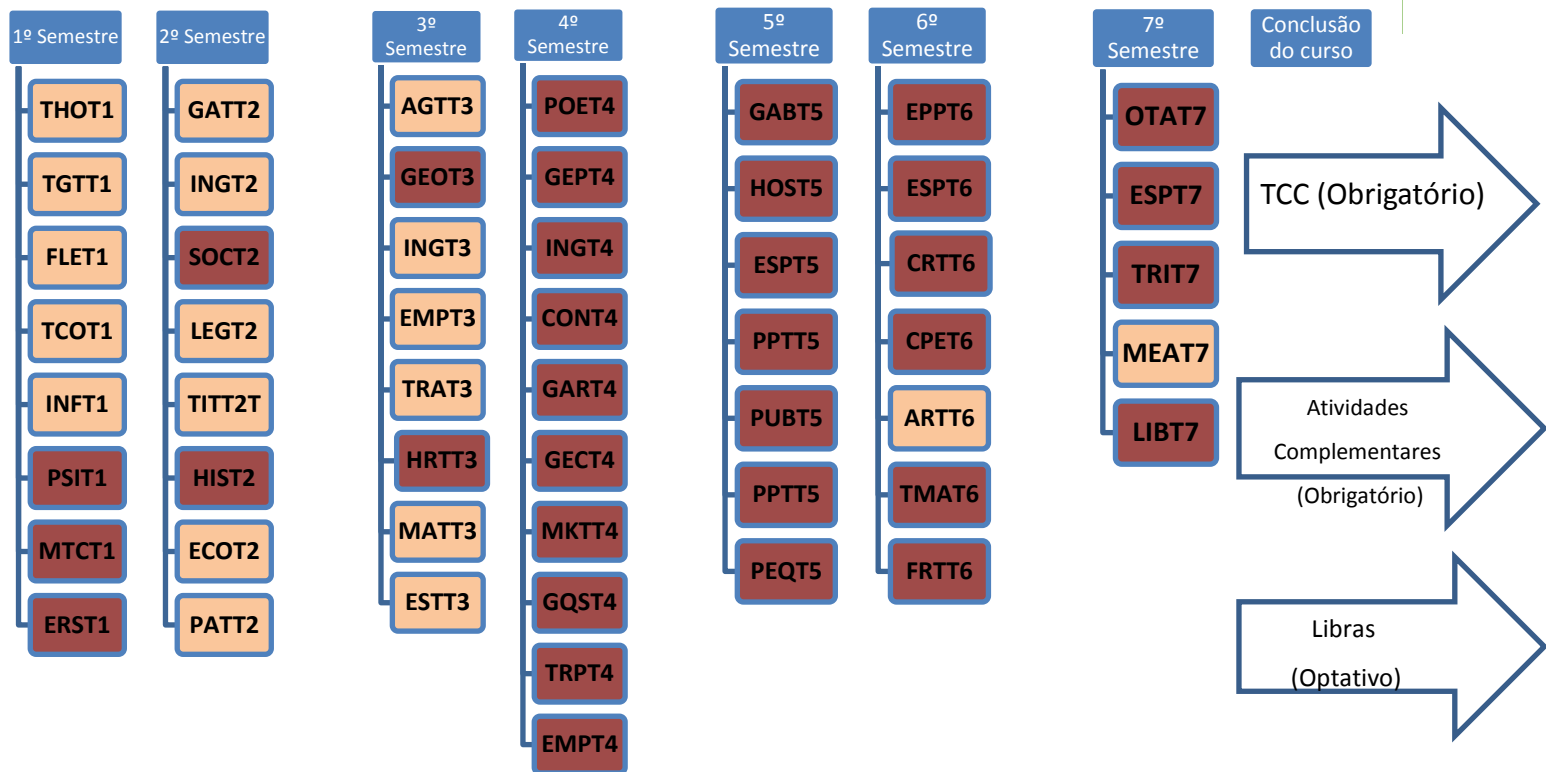 1º Semestre
THOT1
TGTT1
FLET1
TCOT1
INFT1
PSIT1
MTCT1
ERST1
2º Semestre
GATT2
INGT2
SOCT2
LEGT2
TITT2T
HIST2
ECOT2
PATT2
3º
Semestre
AGTT3
GEOT3
INGT3
EMPT3
TRAT3
HRTT3
MATT3
ESTT3
4º
Semestre
POET4
GEPT4
INGT4
CONT4
GART4
GECT4
MKTT4
GQST4
TRPT4
EMPT4
5º
Semestre
GABT5
HOST5
ESPT5
PPTT5
PUBT5
PPTT5
PEQT5
6º
Semestre
EPPT6
ESPT6
CRTT6
CPET6
ARTT6
TMAT6
FRTT6
7º
Semestre
OTAT7
ESPT7
TRIT7
MEAT7
LIBT7
Conclusão
do curso
TCC (Obrigatório)
Atividades
Complementares
(Obrigatório)
Libras
(Optativo)